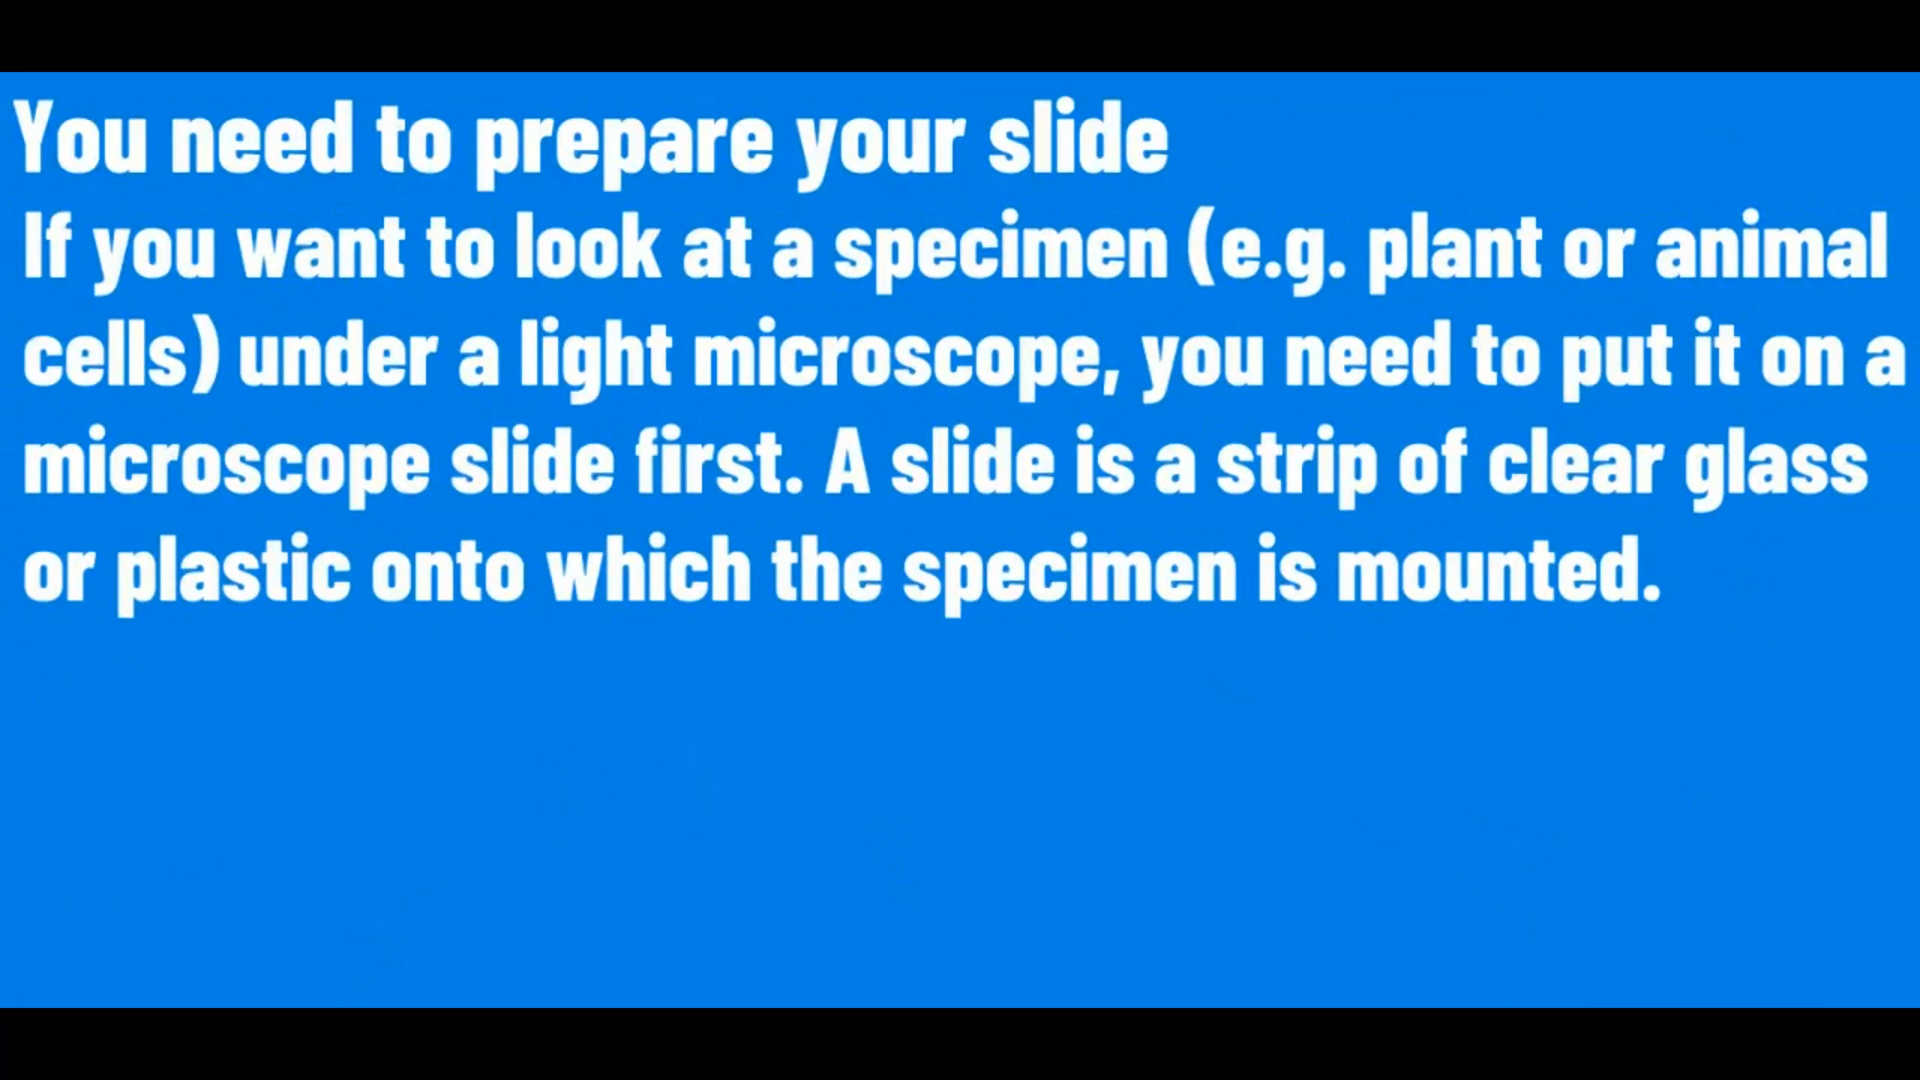 You need to prepare your slide
If you want to look at a specimen (e.g. plant or animal
cells) under a light microscope, you need to put it on a
microscope slide first. A slide is a strip of clear glass
or plastic onto which the specimen is mounted.